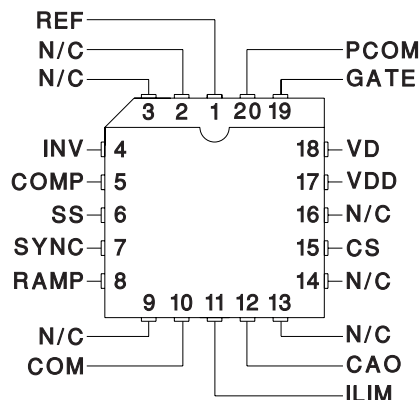 REF
N/C
PCOM
N/C
GATE
3 2 1 20 19
INV 4 18 VD
COMP 5 17 VDD
SS 6 16 N/C
SYNC 7 15 CS
RAMP 8 14 N/C
9 10 11 12 13
N/C
N/C
COM
CAO
ILIM